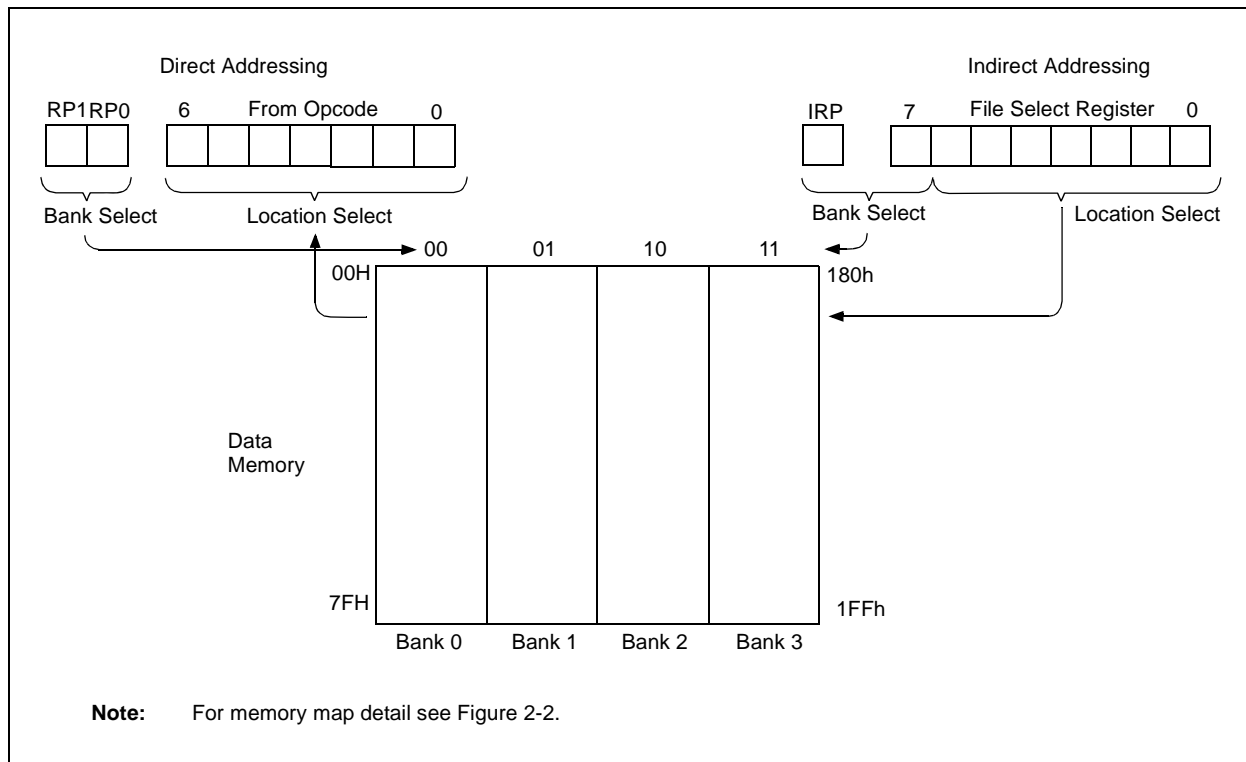 Direct Addressing
Indirect Addressing
RP1RP0 6 From Opcode 0
IRP 7 File Select Register 0
Bank Select Location Select
Bank Select Location Select
00 01 10 11
00H 180h
Data
Memory
7FH 1FFh
Bank 0 Bank 1 Bank 2 Bank 3
Note: For memory map detail see Figure 2-2.